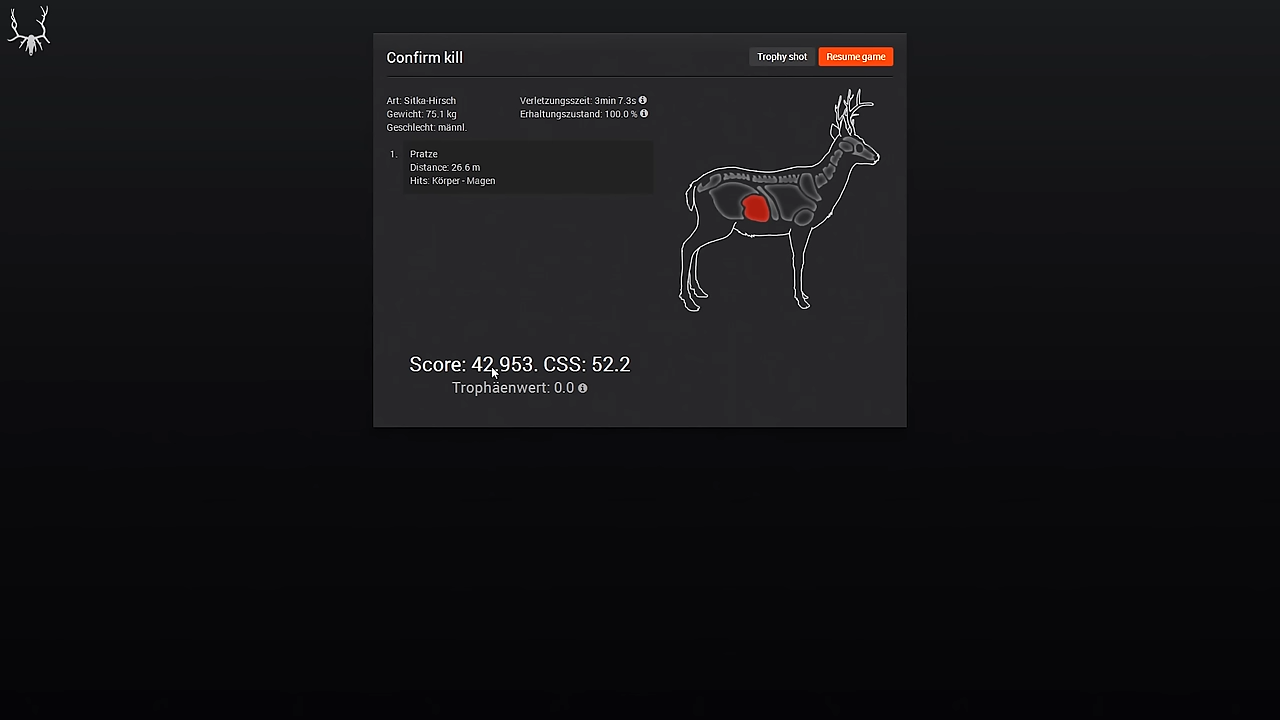 Confirm kill
Trophy shot
Resume game
Art: Sitka-Hirsch
Gewicht: 75.1 kg
Geschlecht: männl.
Verletzungsszeit: 3min 7.3s
Erhaltungszustand: 100.0 %
1. Pratze
Distance: 26.6 m
Hits: Körper - Magen
Score: 42,953. CSS: 52.2
Trophäenwert: 0.0